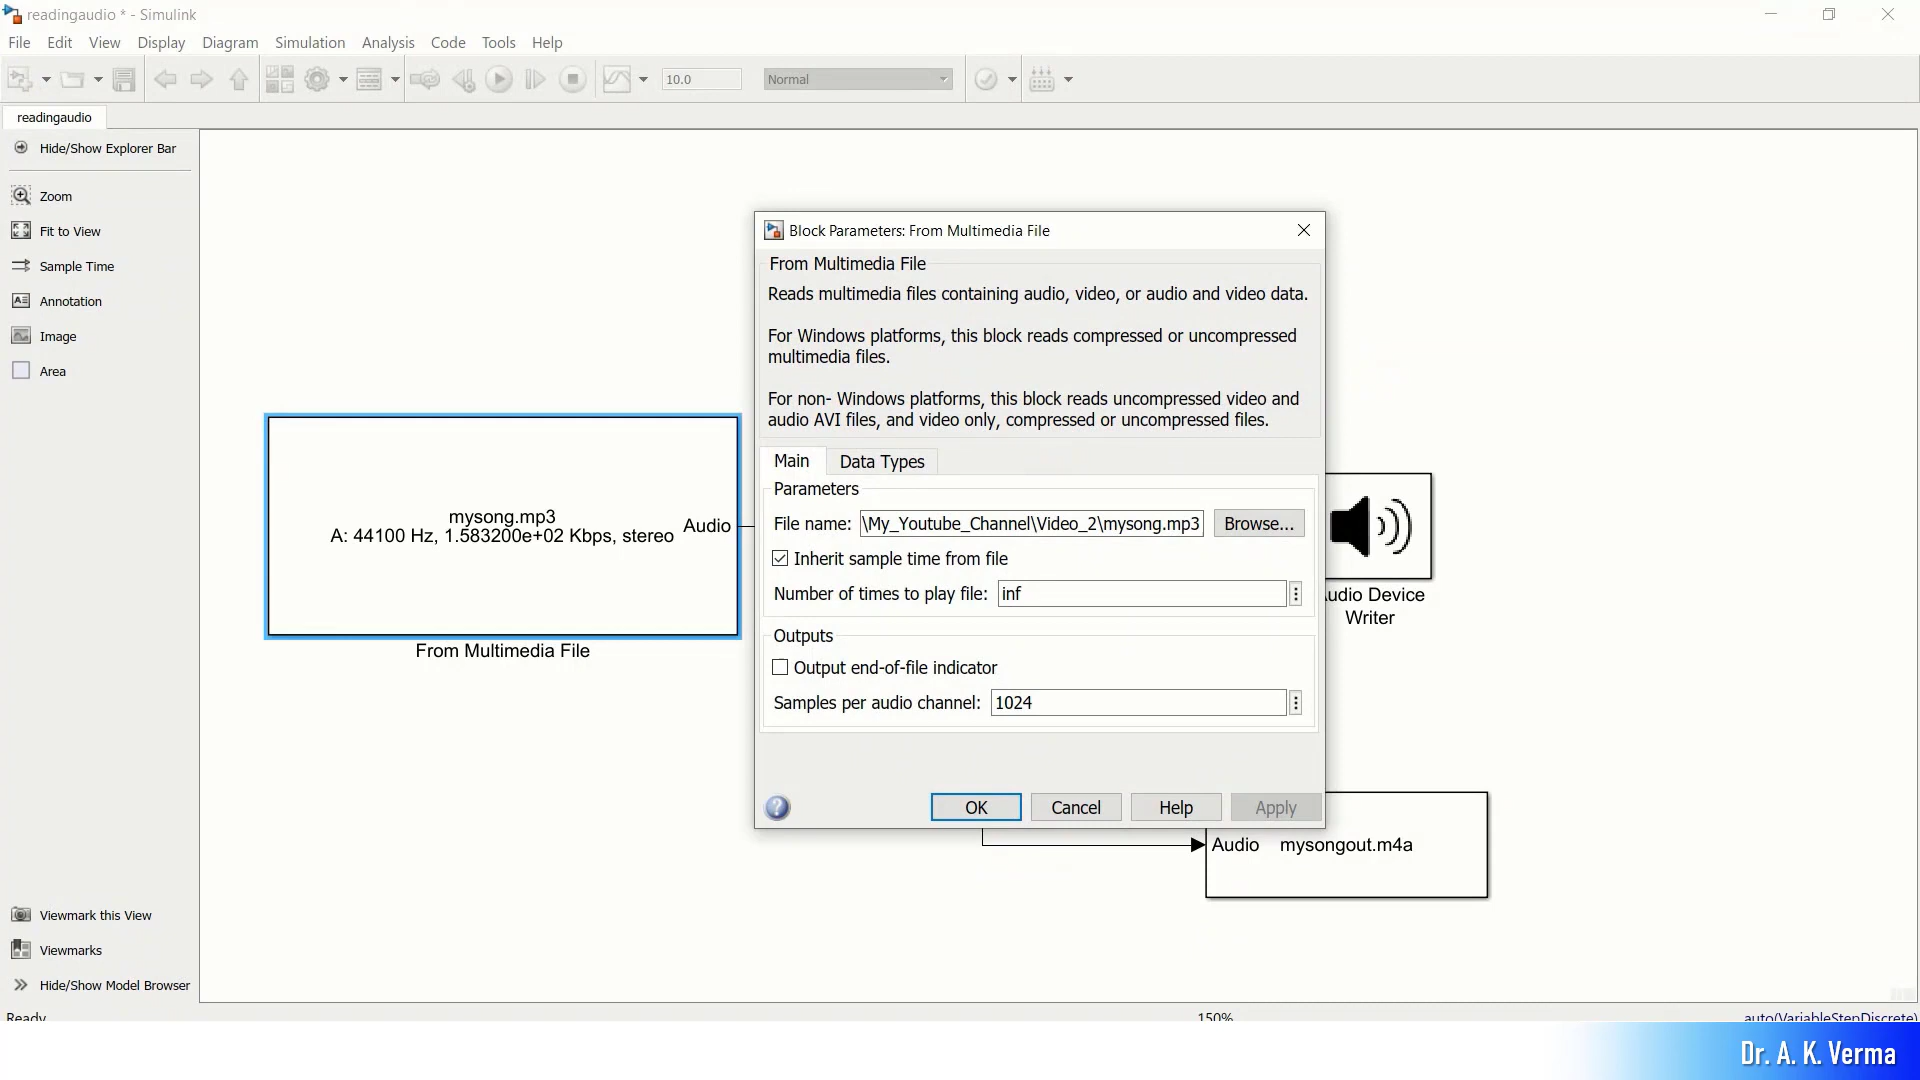 readingaudio * - Simulink
File Edit View Display Diagram Simulation Analysis Code Tools Help
10.0 Normal
readingaudio
Hide/Show Explorer Bar
Zoom
Fit to View
Sample Time
Annotation
Image
Area
mysong.mp3
A: 44100 Hz, 1.583200e+02 Kbps, stereo
Audio
From Multimedia File
Block Parameters: From Multimedia File
From Multimedia File
Reads multimedia files containing audio, video, or audio and video data.
For Windows platforms, this block reads compressed or uncompressed
multimedia files.
For non- Windows platforms, this block reads uncompressed video and
audio AVI files, and video only, compressed or uncompressed files.
Main Data Types
Parameters
File name: \My_Youtube_Channel\Video_2\mysong.mp3 Browse...
Inherit sample time from file
Number of times to play file: inf
Outputs
Output end-of-file indicator
Samples per audio channel: 1024
OK Cancel Help Apply
udio Device
Writer
Audio mysongout.m4a
Viewmark this View
Viewmarks
Hide/Show Model Browser
Ready 150% auto(VariableStepDiscrete)
Dr. A. K. Verma